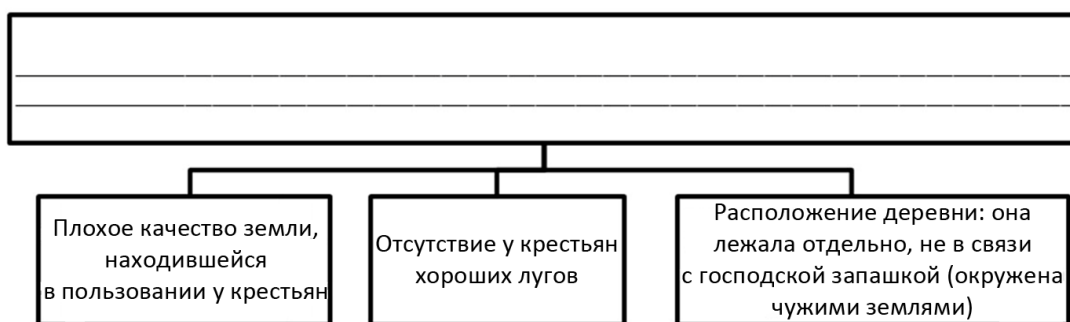 Плохое качество земли,
находившейся
в пользовании у крестьян
Отсутствие у крестьян
хороших лугов
Расположение деревни: она
лежала отдельно, не в связи
с господской запашкой (окружена
чужими землями)